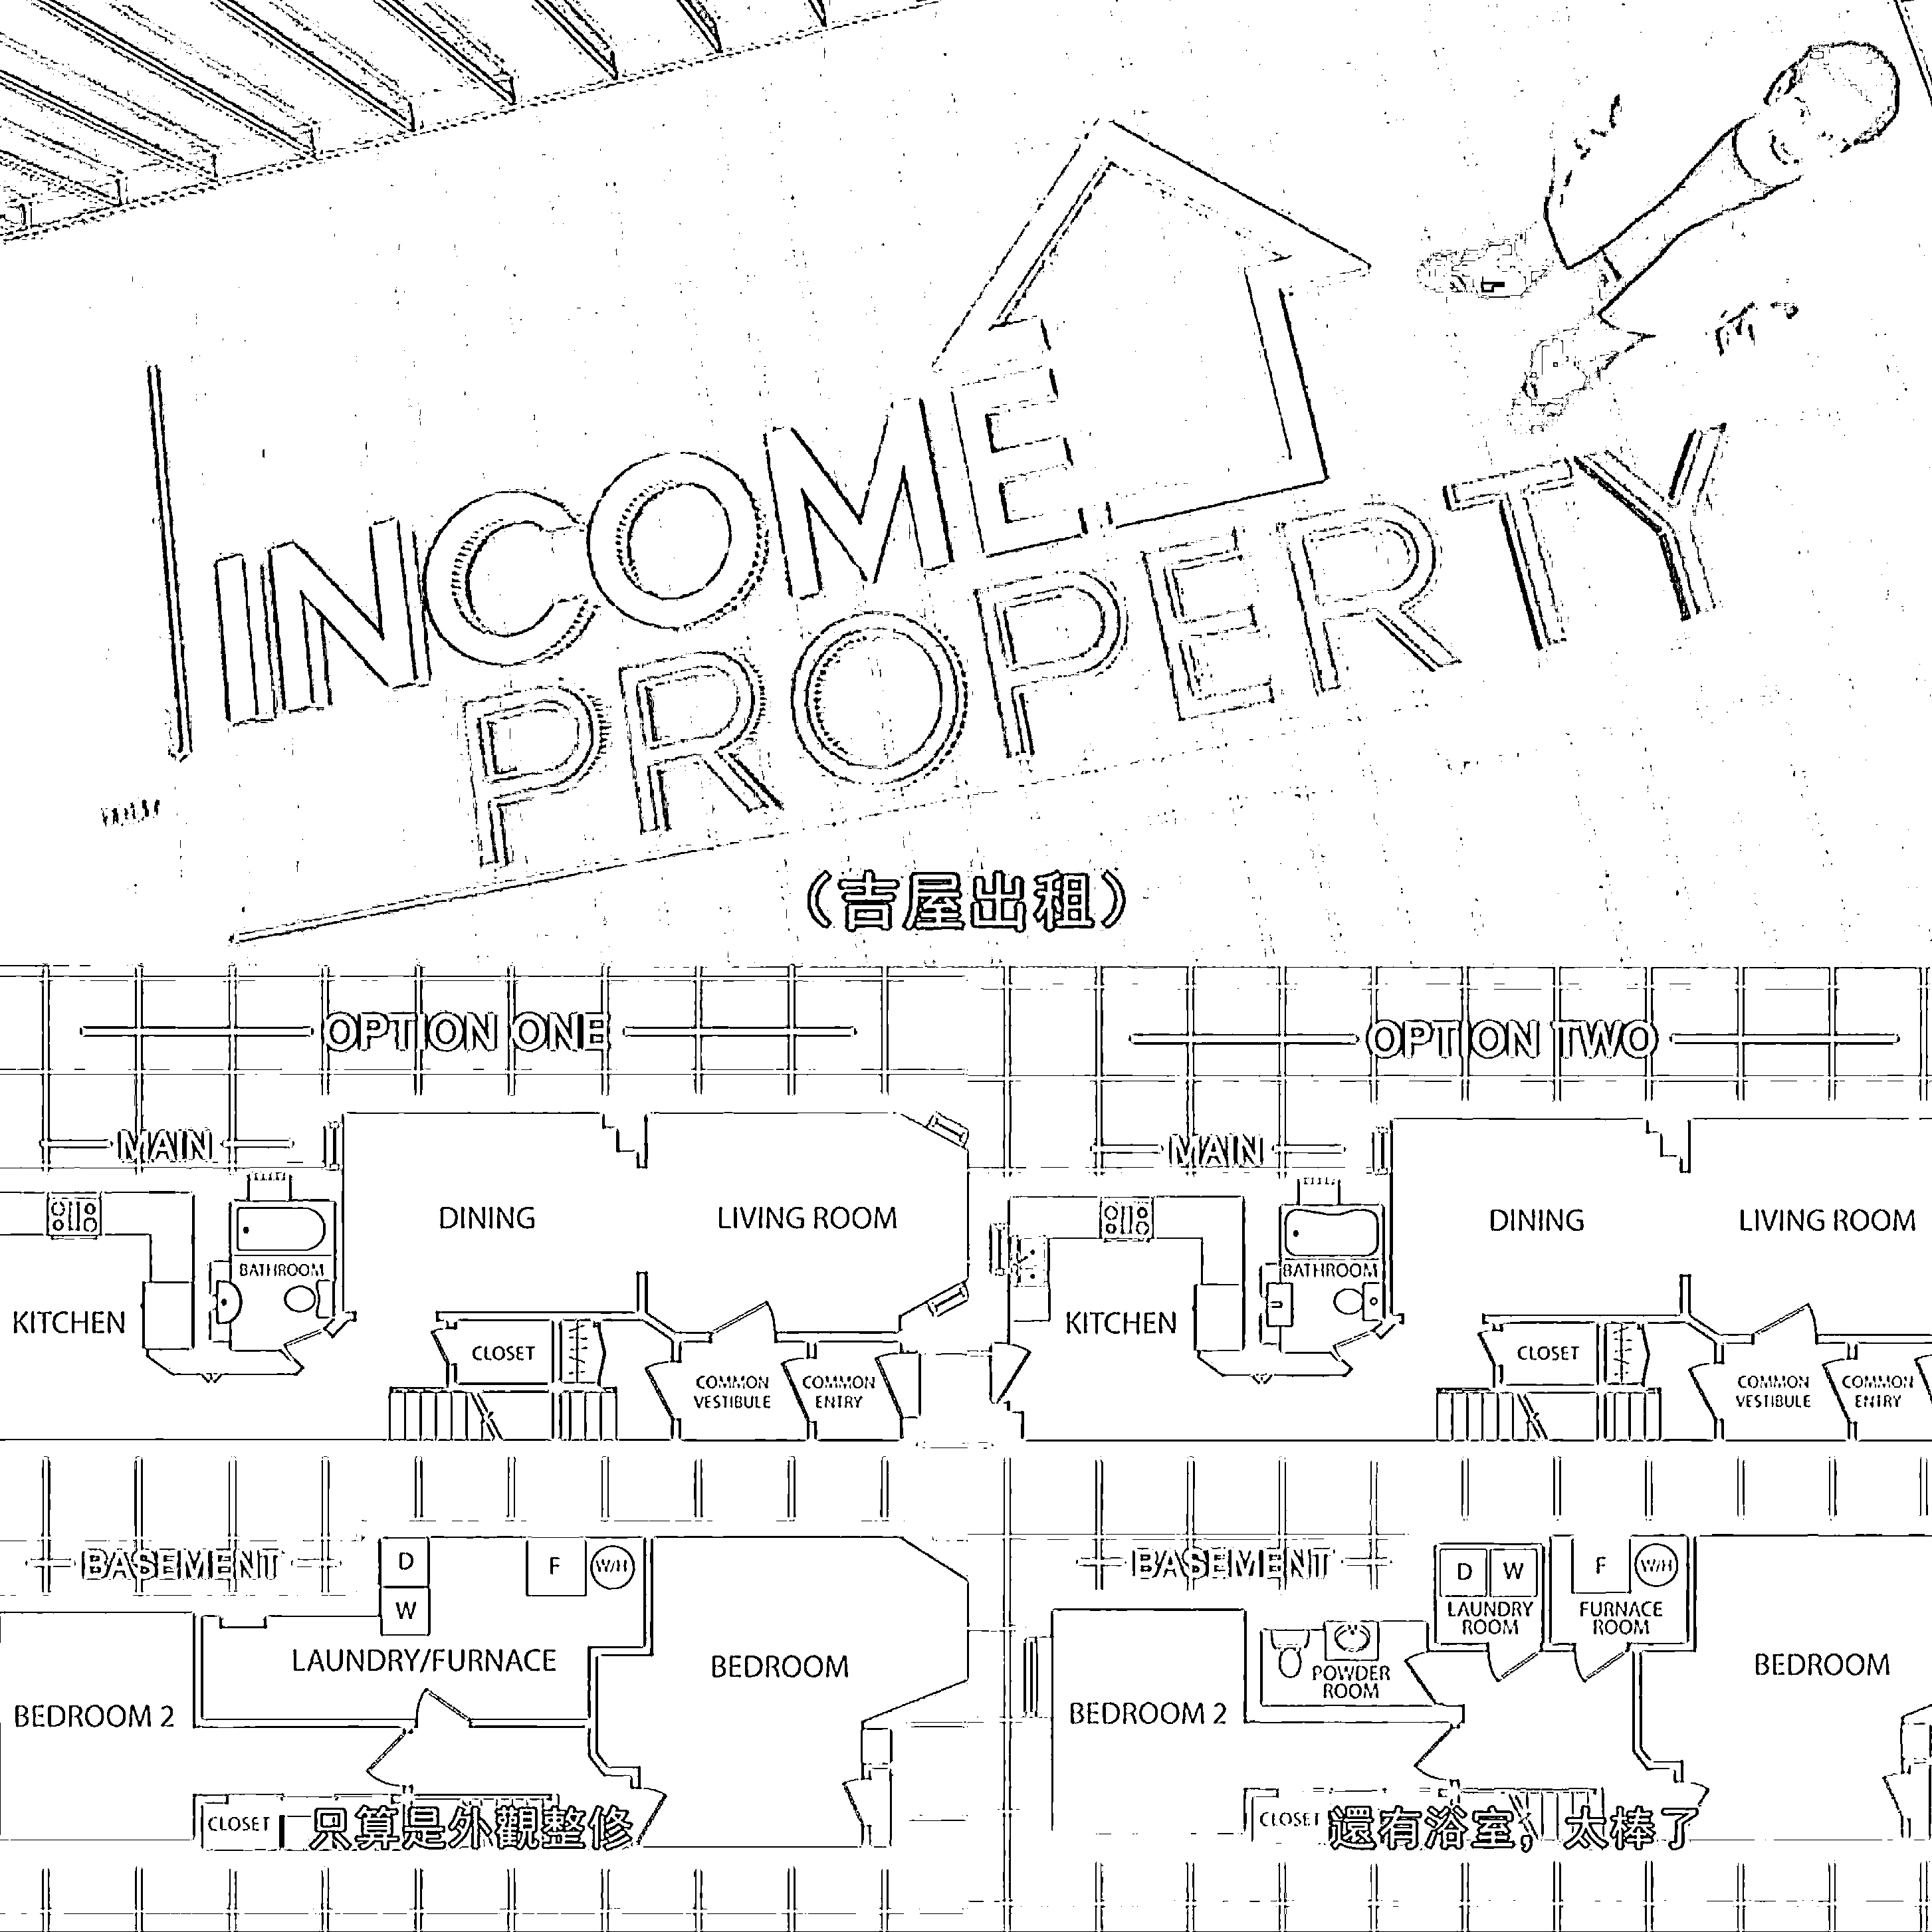 INCOME
PROPERTY
（吉屋出租）
OPTION ONE
MAIN
DINING
LIVING ROOM
BATHROOM
KITCHEN
CLOSET
COMMON
VESTIBULE
COMMON
ENTRY
BASEMENT
D
F
W/H
W
LAUNDRY/FURNACE
BEDROOM
BEDROOM 2
CLOSET
只算是外觀整修
OPTION TWO
MAIN
DINING
LIVING ROOM
BATHROOM
KITCHEN
CLOSET
COMMON
VESTIBULE
COMMON
ENTRY
BASEMENT
D
W
F
W/H
LAUNDRY
ROOM
FURNACE
ROOM
POWDER
ROOM
BEDROOM
BEDROOM 2
CLOSET
還有浴室，太棒了